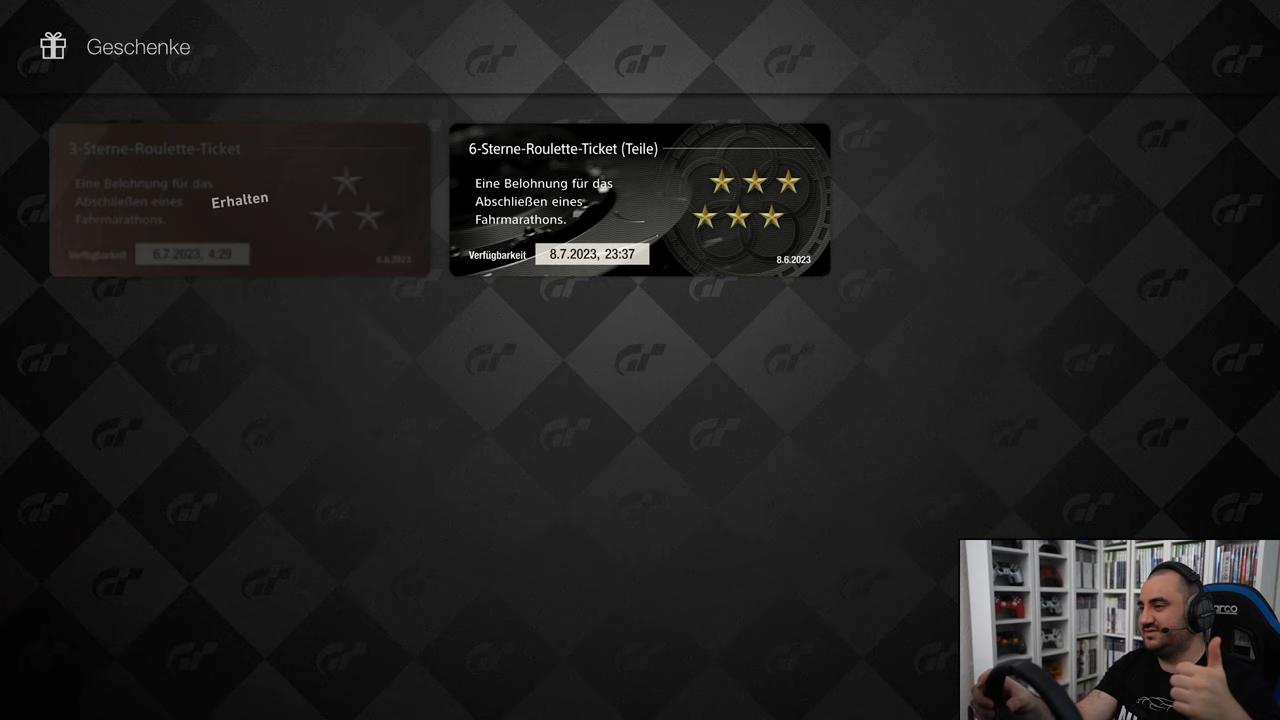 Geschenke
3-Sterne-Roulette-Ticket
Eine Belohnung für das
Abschließen eines
Fahrmarathons.
Erhalten
Verfügbarkeit
6.7.2023, 4:29
6.6.2023
6-Sterne-Roulette-Ticket (Teile)
Eine Belohnung für das
Abschließen eines
Fahrmarathons.
Verfügbarkeit
8.7.2023, 23:37
8.6.2023